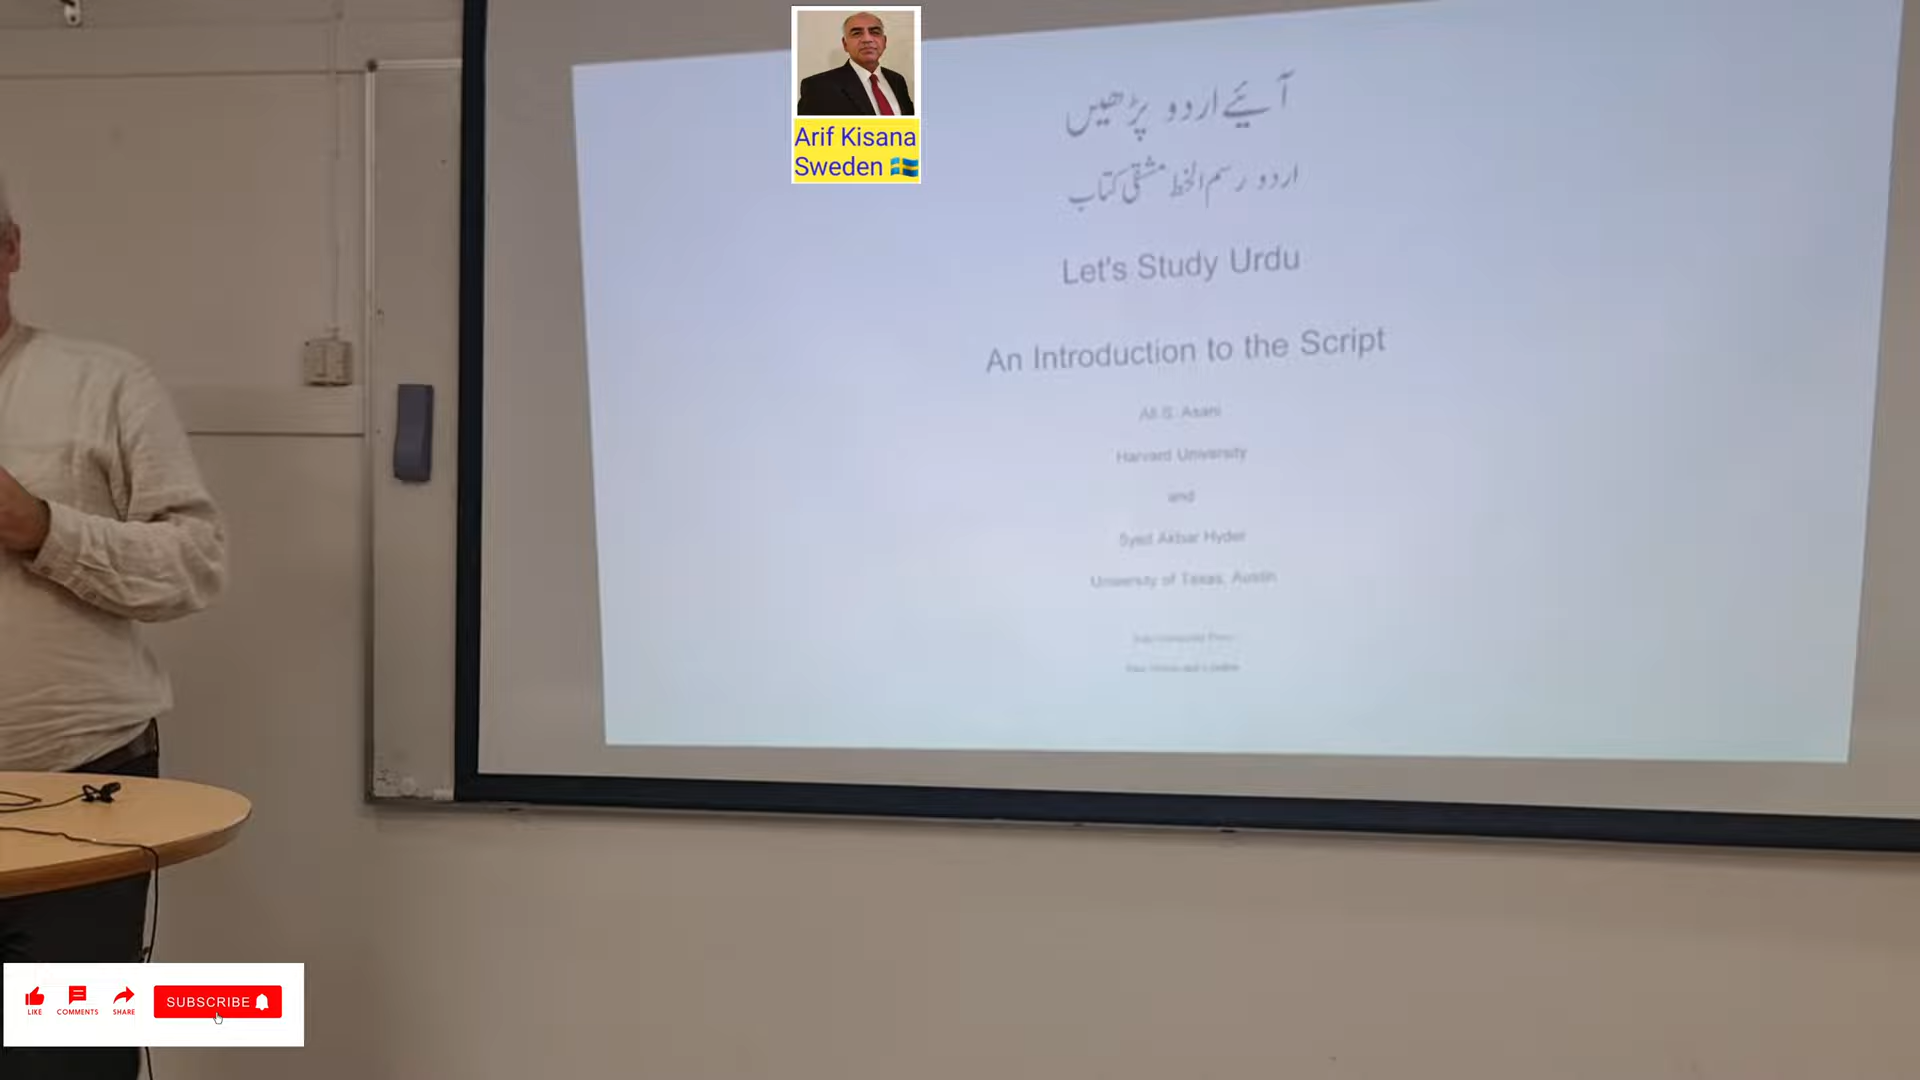 Arif Kisana
Sweden 🇸🇪
آئیے اردو پڑھیں
اردو رسم الخط مشقی کتاب
Let's Study Urdu
An Introduction to the Script
Ali S. Asani
Harvard University
and
Syed Akbar Hyder
University of Texas, Austin
LIKE
COMMENTS
SHARE
SUBSCRIBE